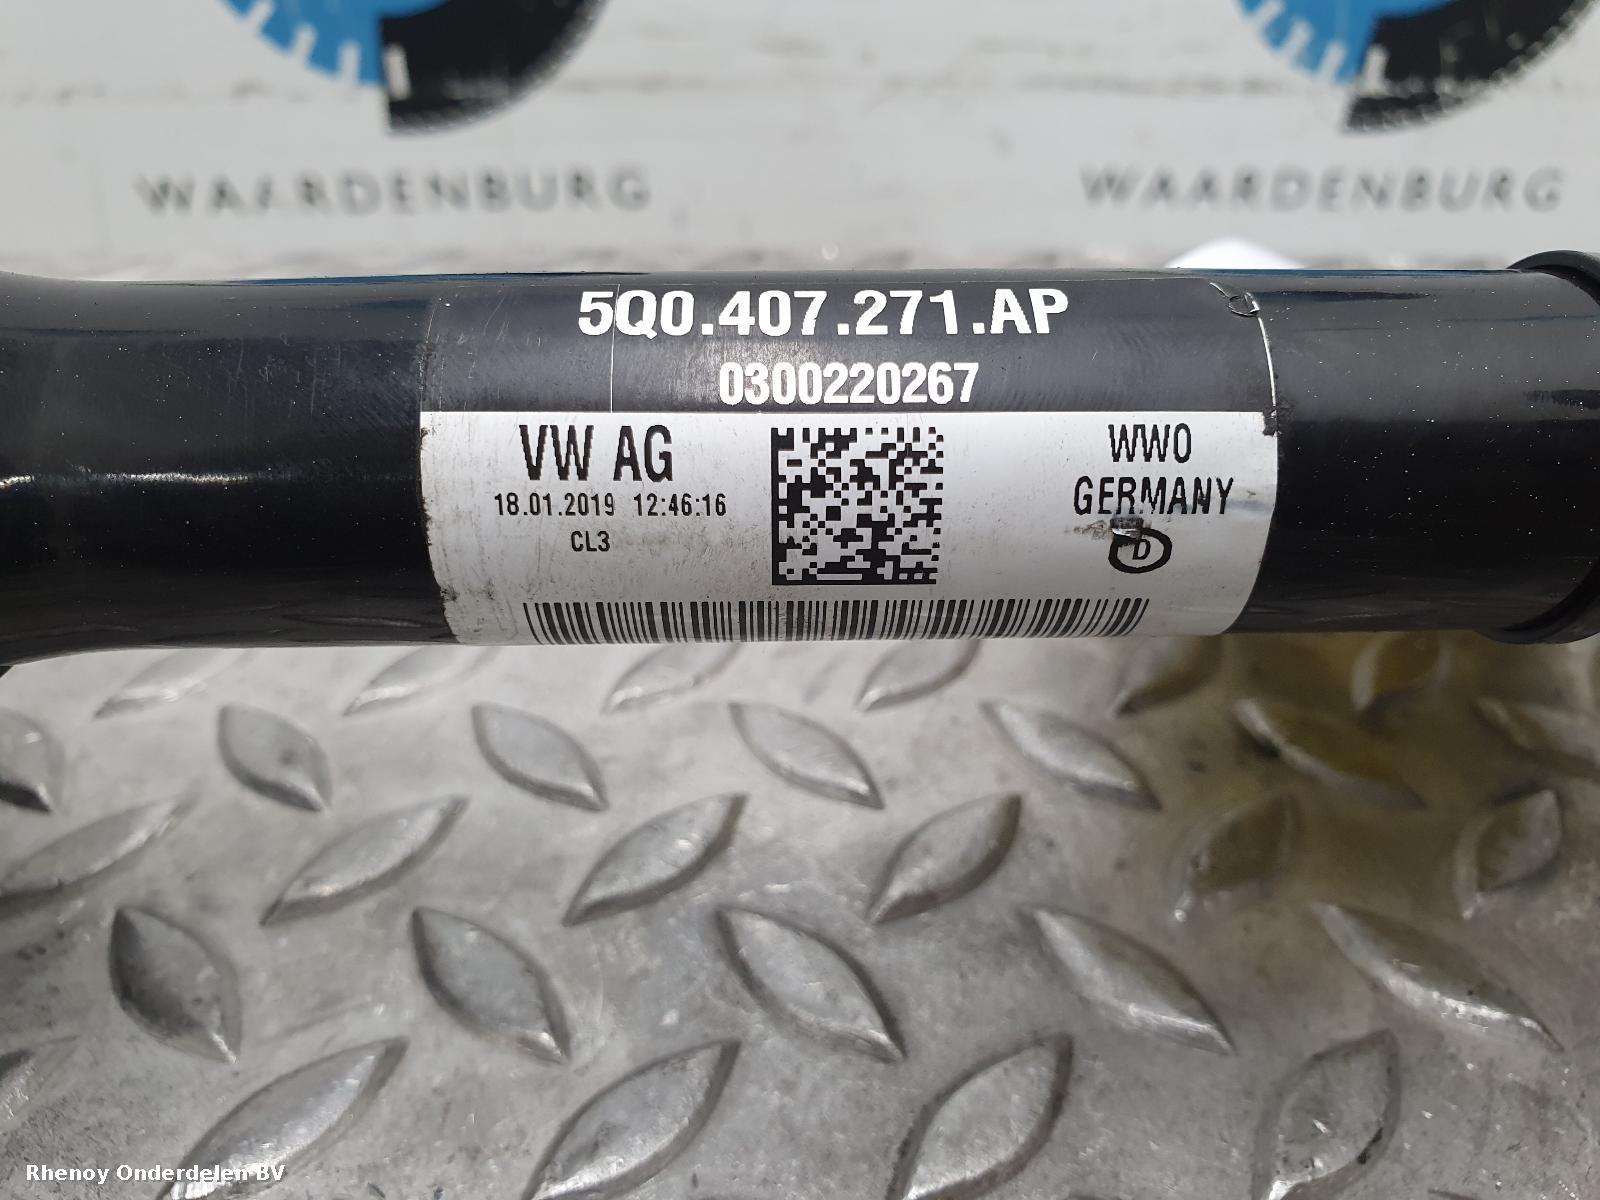 WAARDENBURG WAARDENBURG
5Q0.407.271.AP
0300220267
VW AG
18.01.2019 12:46:16
CL3
WWO
GERMANY
D
Rhenoy Onderdelen BV